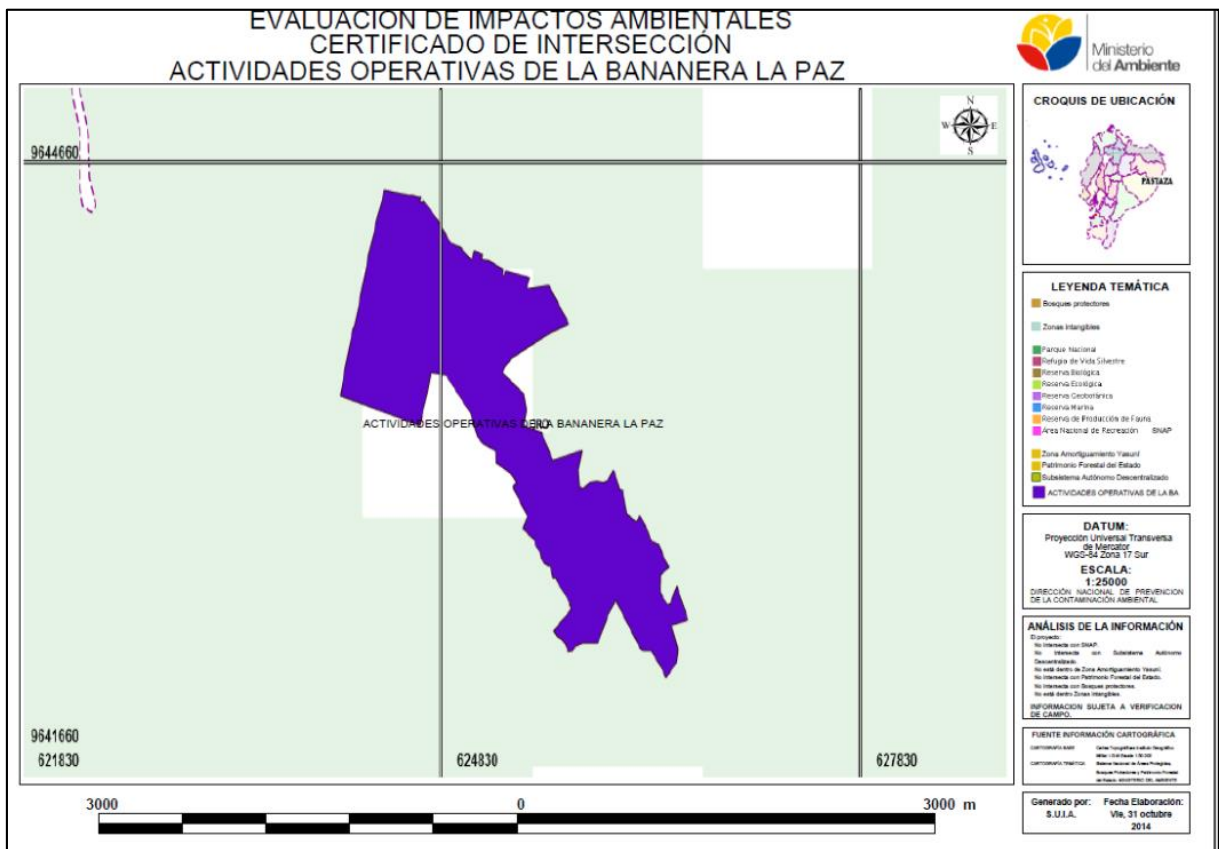 EVALUACION DE IMPACTOS AMBIENTALES
CERTIFICADO DE INTERSECCIÓN
ACTIVIDADES OPERATIVAS DE LA BANANERA LA PAZ
Ministerio
del Ambiente
N
W
E
S
9644660
ACTIVIDADES OPERATIVAS DE LA BANANERA LA PAZ
9641660
621830
624830
627830
3000
0
3000 m
CROQUIS DE UBICACIÓN
PASTAZA
LEYENDA TEMÁTICA
Bosques protectores
Zonas Intangibles
Parque Nacional
Refugio de Vida Silvestre
Reserva Biológica
Reserva Ecológica
Reserva Geobotánica
Reserva Marina
Reserva de Producción de Fauna
Area Nacional de Recreación SNAP
Zona Amortiguamiento Yasuní
Patrimonio Forestal del Estado
Subsistema Autónomo Descentralizado
ACTIVIDADES OPERATIVAS DE LA BA
DATUM:
Proyección Universal Transversa
de Mercator
WGS-84 Zona 17 Sur
ESCALA:
1:25000
DIRECCIÓN NACIONAL DE PREVENCION
DE LA CONTAMINACIÓN AMBIENTAL
ANÁLISIS DE LA INFORMACIÓN
El proyecto:
No Intersecta con SNAP.
No Intersecta con Subsistema Autónomo
Descentralizado.
No está dentro de Zona Amortiguamiento Yasuní.
No Intersecta con Patrimonio Forestal del Estado.
No Intersecta con Bosques protectores.
No está dentro Zonas Intangibles.
INFORMACION SUJETA A VERIFICACION
DE CAMPO.
FUENTE INFORMACIÓN CARTOGRÁFICA
CARTOGRAFÍA BASE
CARTOGRAFÍA TEMÁTICA
Generado por:
S.U.I.A.
Fecha Elaboración:
Vie, 31 octubre
2014